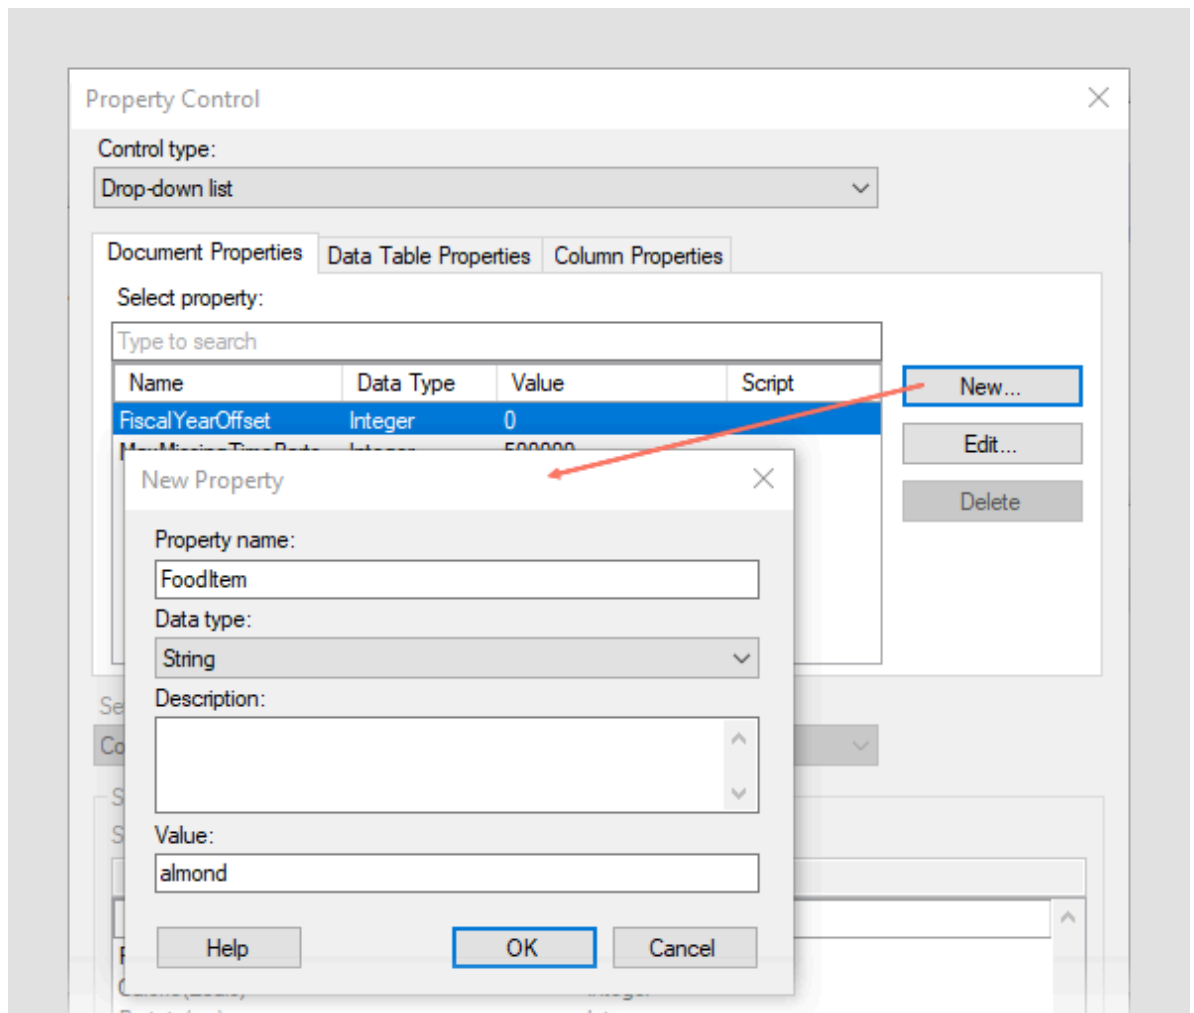 Property Control
Control type:
Drop-down list
Document Properties Data Table Properties Column Properties
Select property:
Type to search
Name Data Type Value Script
FiscalYearOffset Integer 0
New...
Edit...
Delete
New Property
Property name:
FoodItem
Data type:
String
Description:
Value:
almond
Help OK Cancel